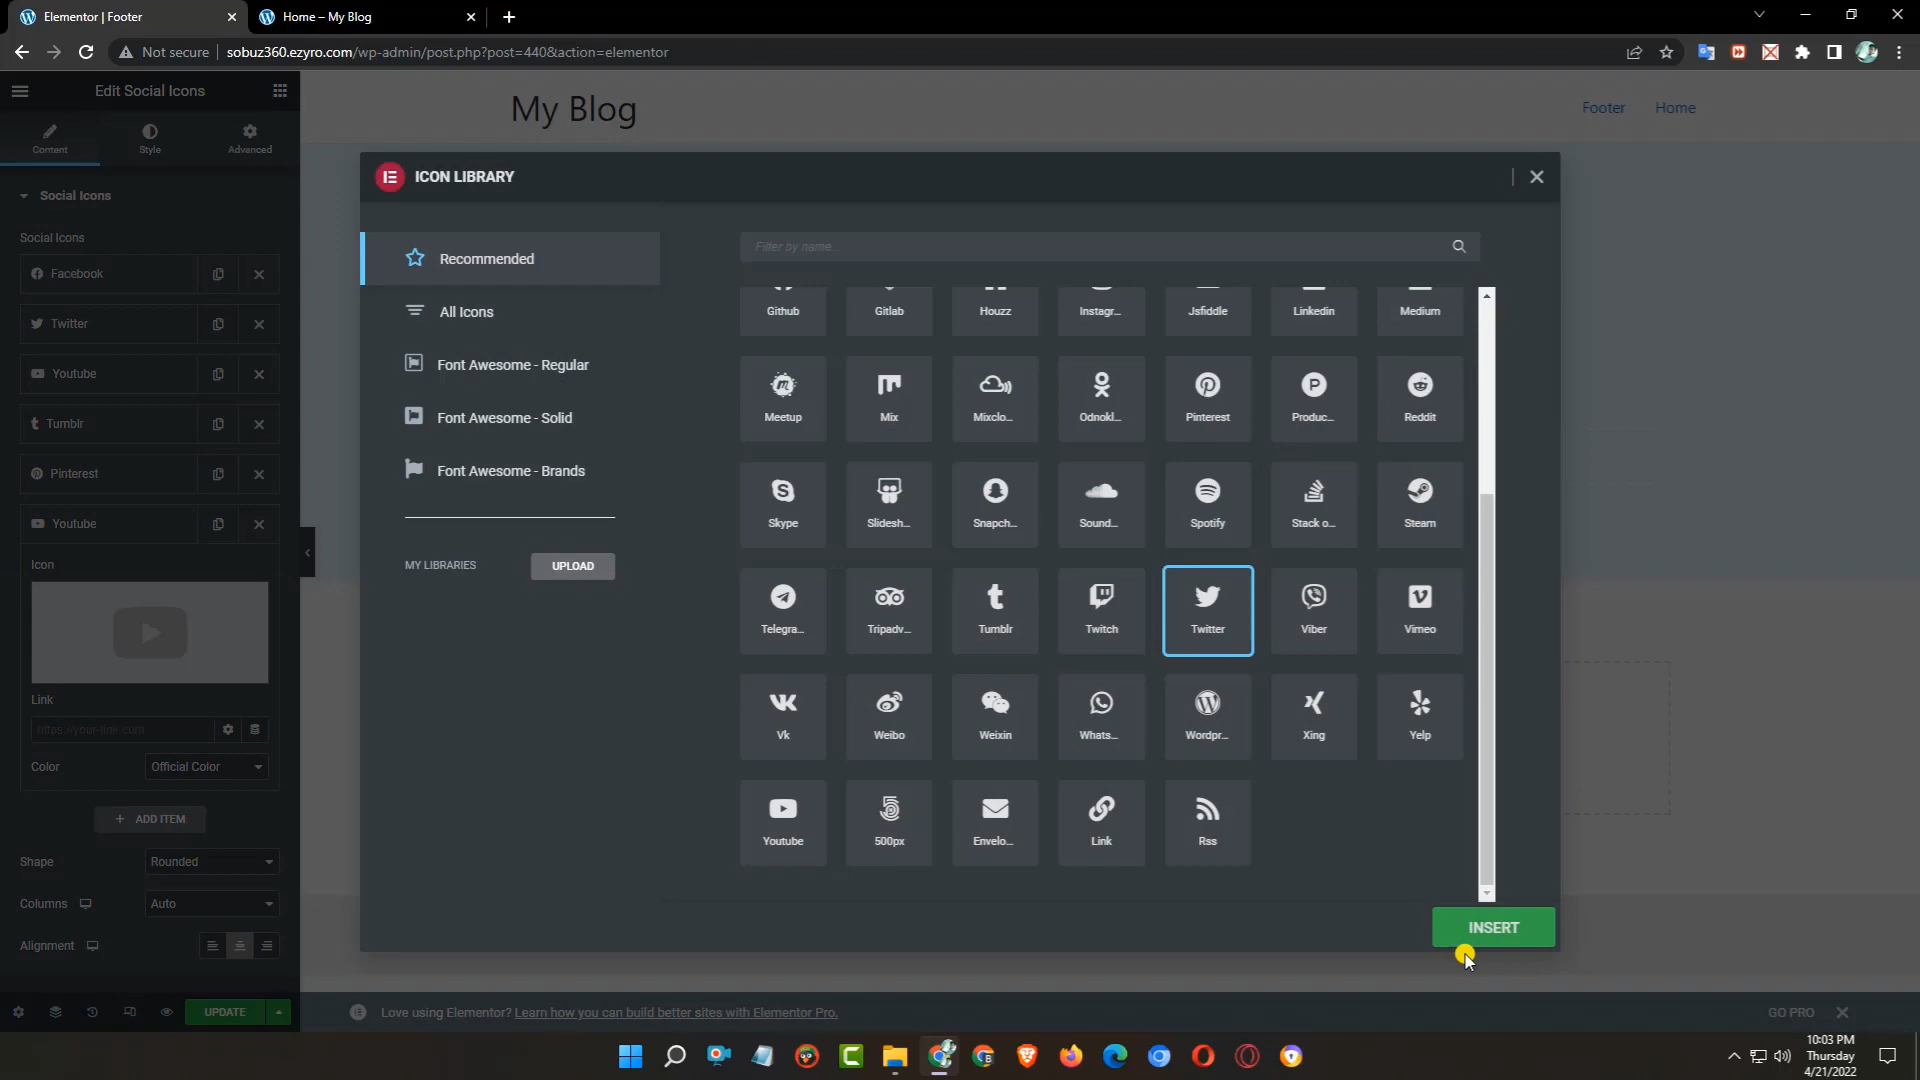 Elementor | Footer
Home – My Blog
Not secure
sobuz360.ezyro.com/wp-admin/post.php?post=440&action=elementor
Edit Social Icons
Content
Style
Advanced
My Blog
Footer
Home
Social Icons
Social Icons
Facebook
Twitter
Youtube
Tumblr
Pinterest
Youtube
Icon
Link
https://your-link.com
Color
Official Color
ADD ITEM
Shape
Rounded
Columns
Auto
Alignment
UPDATE
ICON LIBRARY
Recommended
All Icons
Font Awesome - Regular
Font Awesome - Solid
Font Awesome - Brands
MY LIBRARIES
UPLOAD
Filter by name...
Github
Gitlab
Houzz
Instagr...
Jsfiddle
Linkedin
Medium
Meetup
Mix
Mixclo...
Odnokl...
Pinterest
Produc...
Reddit
Skype
Slidesh...
Snapch...
Sound...
Spotify
Stack o...
Steam
Telegra...
Tripadv...
Tumblr
Twitch
Twitter
Viber
Vimeo
Vk
Weibo
Weixin
Whats...
Wordpr...
Xing
Yelp
Youtube
500px
Envelo...
Link
Rss
INSERT
Love using Elementor? Learn how you can build better sites with Elementor Pro.
GO PRO
10:03 PM
Thursday
4/21/2022